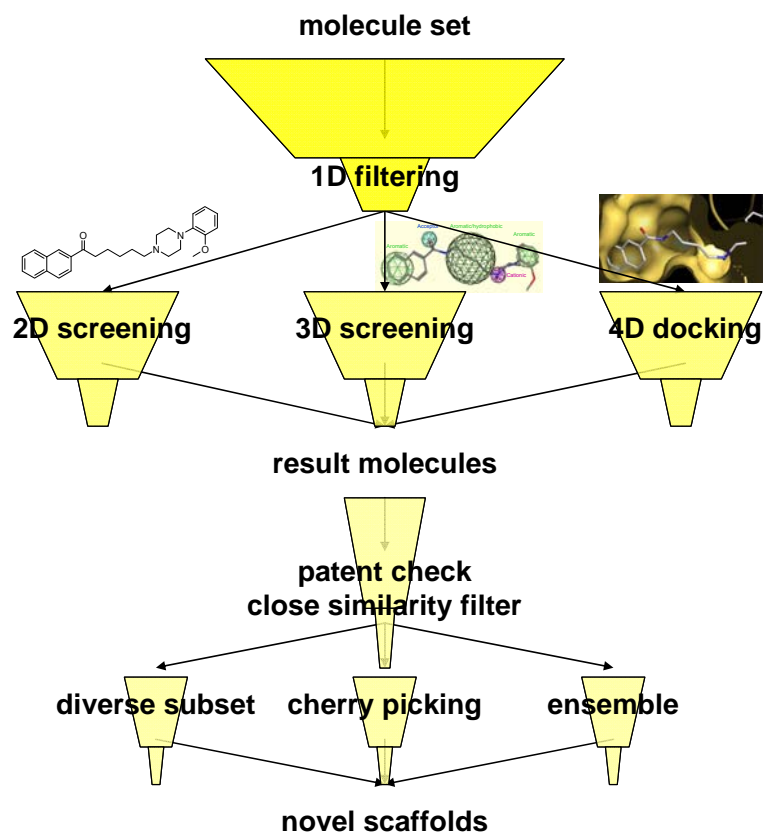 molecule set
1D filtering
O
N
N
O
Aromatic
Acceptor
Aromatic/hydrophobic
Aromatic
Cationic
2D screening
3D screening
4D docking
result molecules
patent check
close similarity filter
diverse subset
cherry picking
ensemble
novel scaffolds